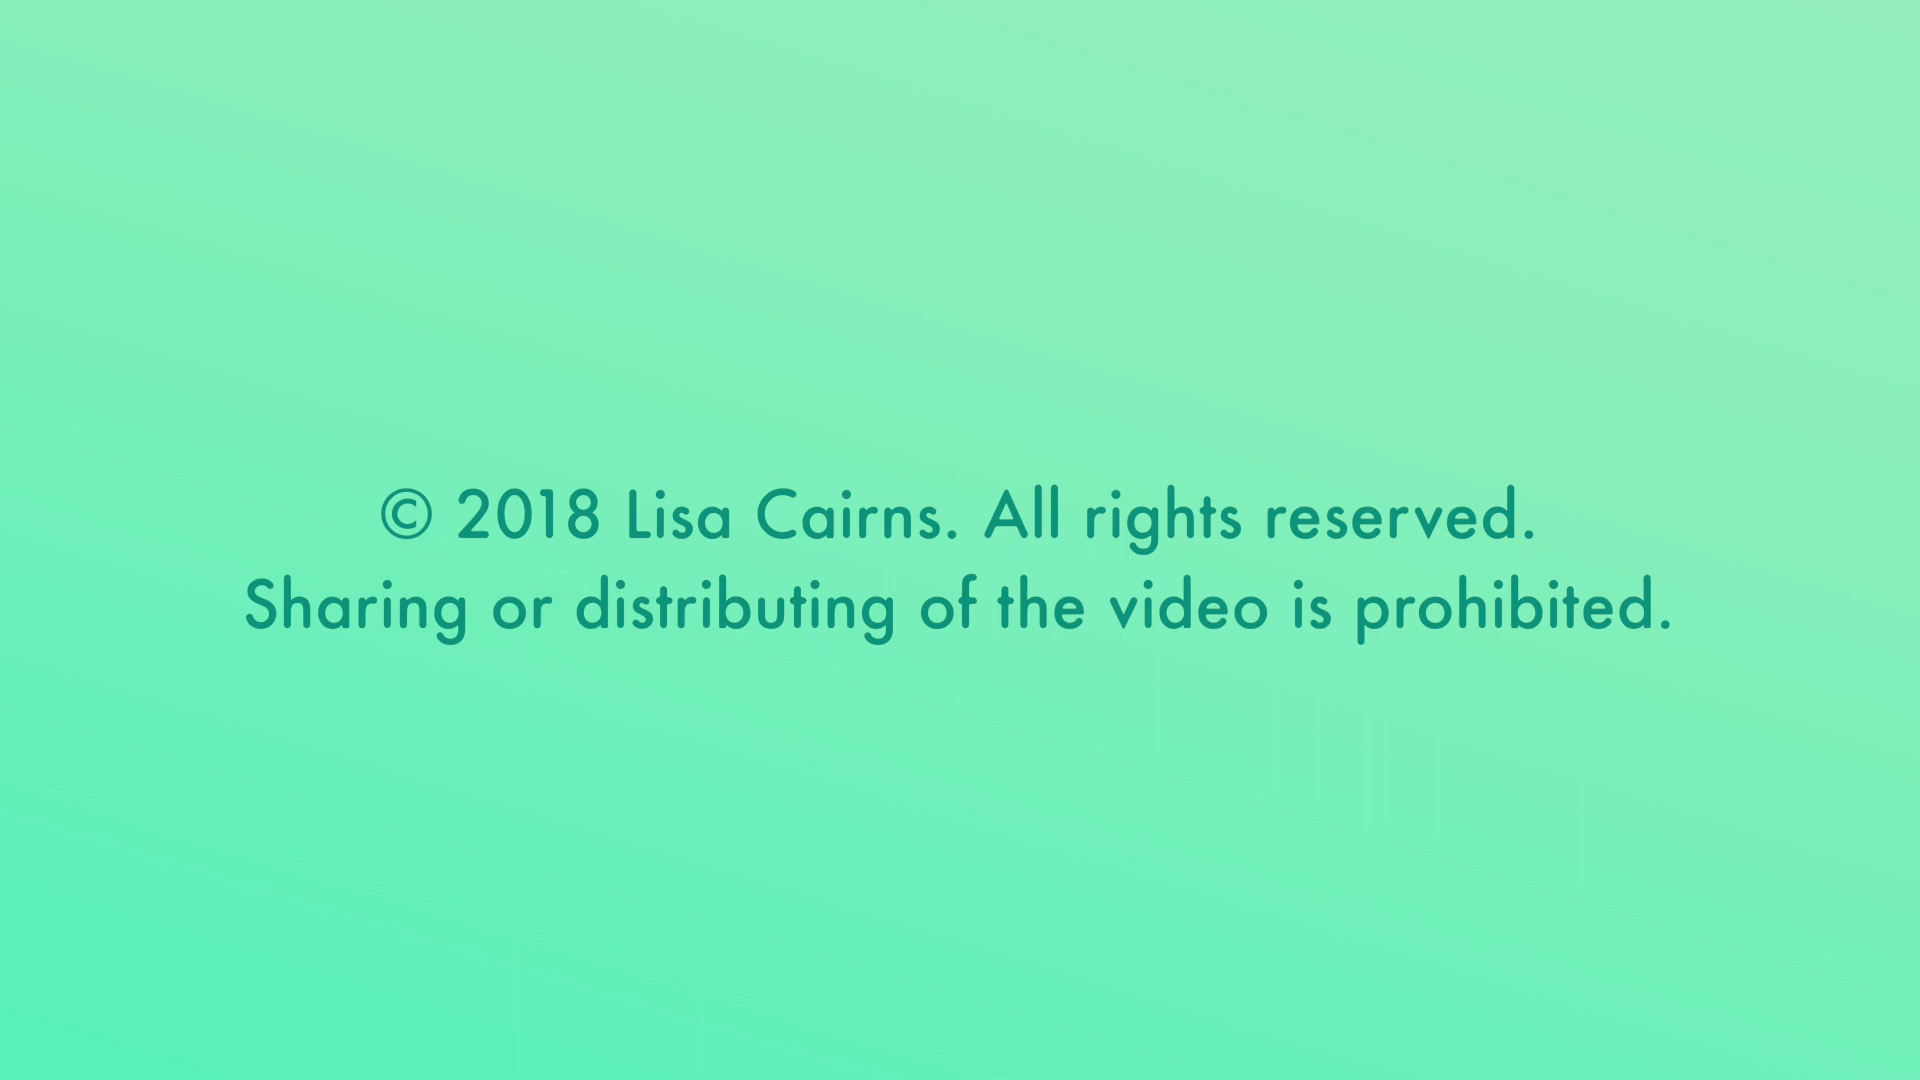 © 2018 Lisa Cairns. All rights reserved.
Sharing or distributing of the video is prohibited.